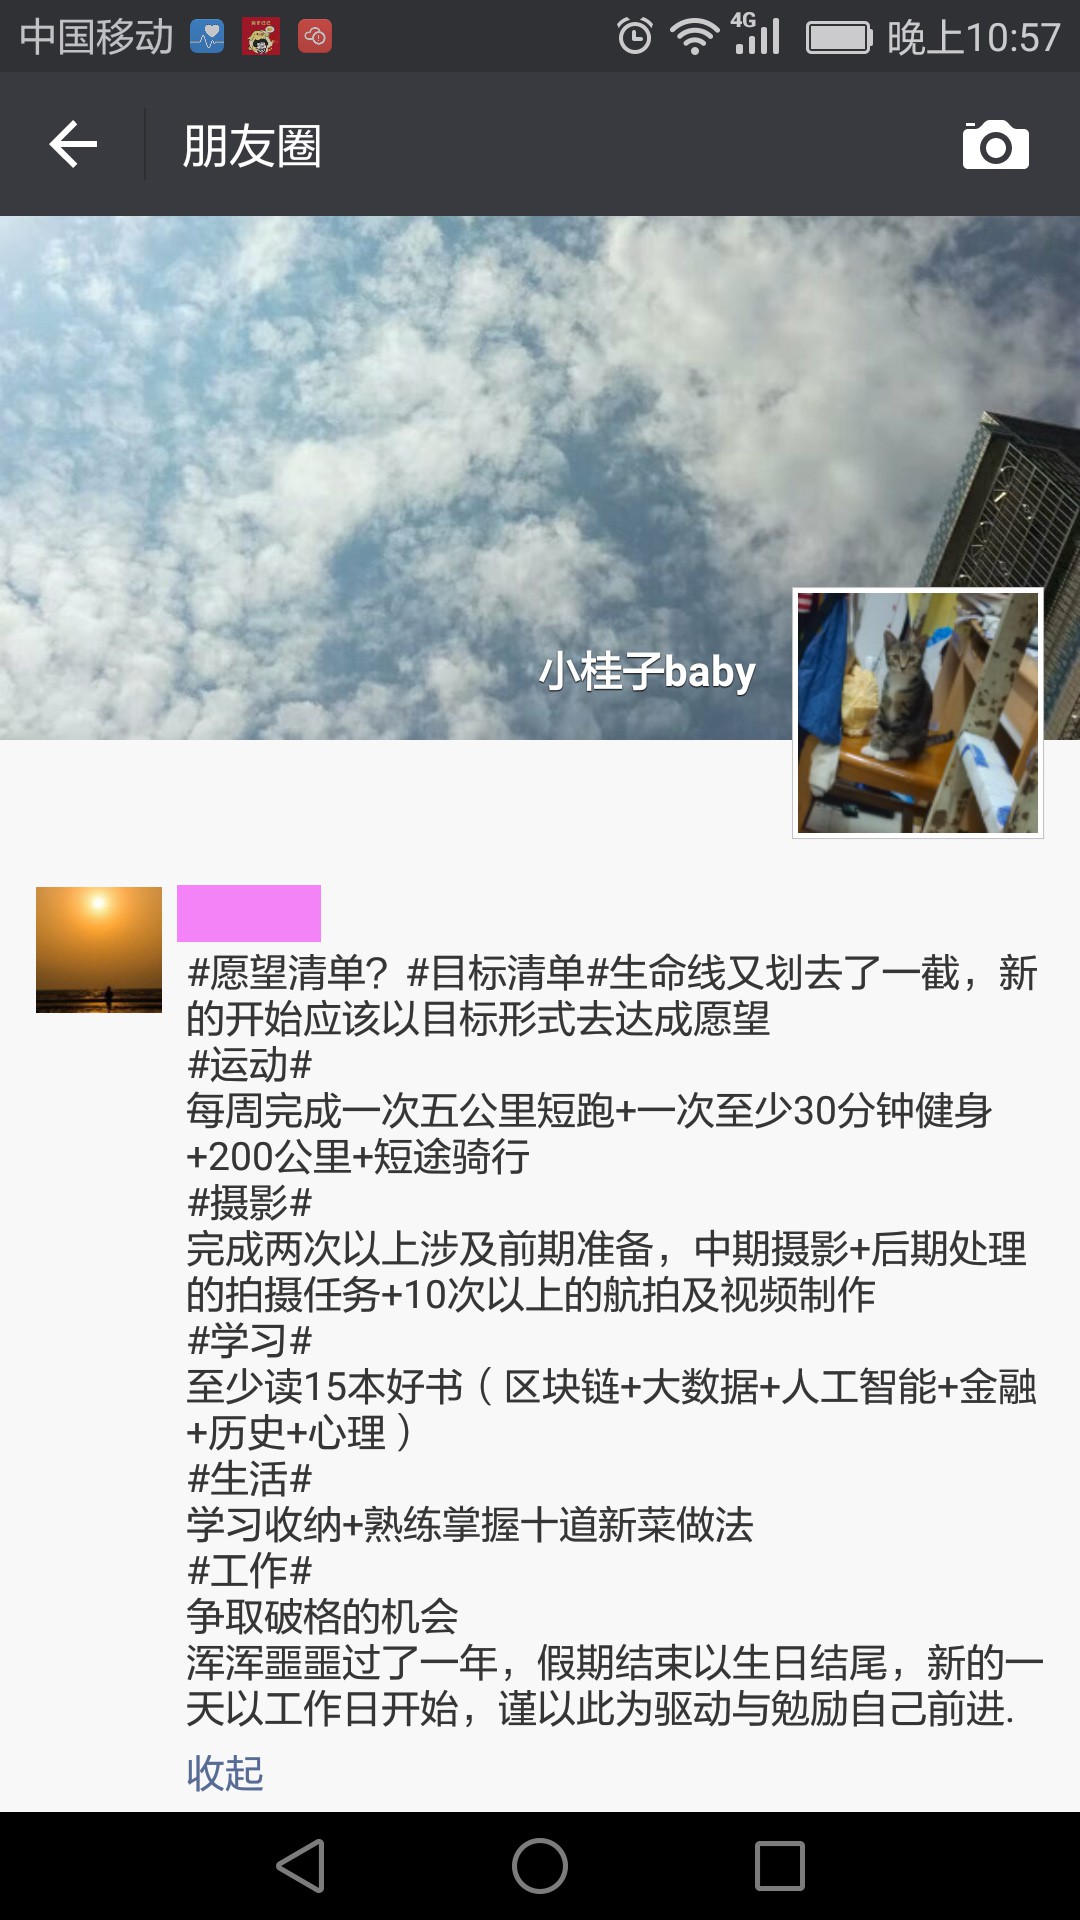 中国移动
4G
晚上10:57
朋友圈
小桂子baby
#愿望清单？#目标清单#生命线又划去了一截，新
的开始应该以目标形式去达成愿望
#运动#
每周完成一次五公里短跑+一次至少30分钟健身
+200公里+短途骑行
#摄影#
完成两次以上涉及前期准备，中期摄影+后期处理
的拍摄任务+10次以上的航拍及视频制作
#学习#
至少读15本好书（区块链+大数据+人工智能+金融
+历史+心理）
#生活#
学习收纳+熟练掌握十道新菜做法
#工作#
争取破格的机会
浑浑噩噩过了一年，假期结束以生日结尾，新的一
天以工作日开始，谨以此为驱动与勉励自己前进.
收起